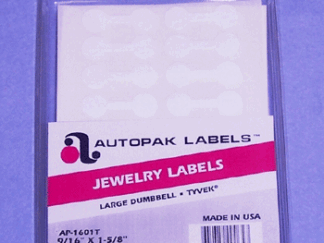 AUTOPAK LABELS™
JEWELRY LABELS
LARGE DUMBBELL • TYVEK®
MADE IN USA
AP-1601T
9/16" X 1-5/8"